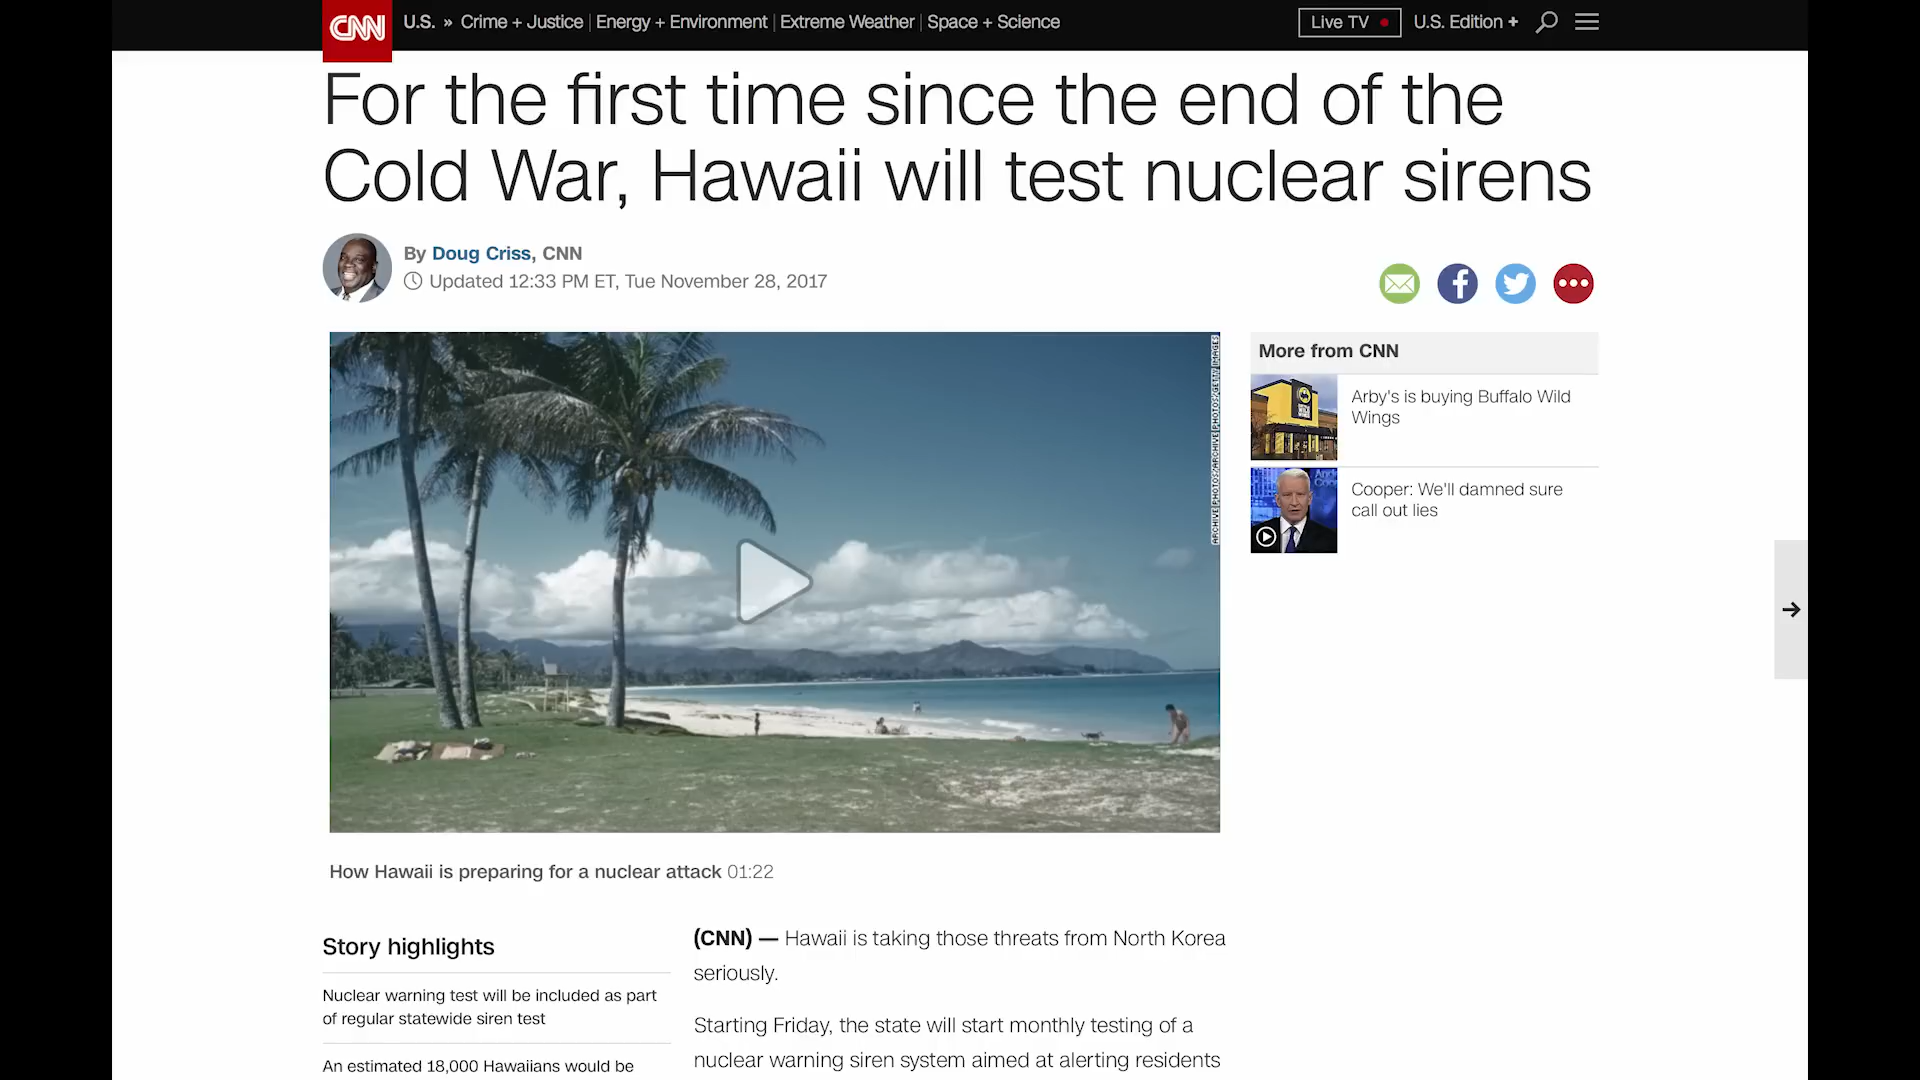 CNN
U.S. » Crime + Justice | Energy + Environment | Extreme Weather | Space + Science
Live TV
U.S. Edition +
For the first time since the end of the
Cold War, Hawaii will test nuclear sirens
By Doug Criss, CNN
Updated 12:33 PM ET, Tue November 28, 2017
ARCHIVE PHOTOS/ARCHIVE PHOTOS/GETTY IMAGES
More from CNN
Arby's is buying Buffalo Wild
Wings
Cooper: We'll damned sure
call out lies
How Hawaii is preparing for a nuclear attack 01:22
Story highlights
Nuclear warning test will be included as part
of regular statewide siren test
An estimated 18,000 Hawaiians would be
(CNN) — Hawaii is taking those threats from North Korea
seriously.
Starting Friday, the state will start monthly testing of a
nuclear warning siren system aimed at alerting residents